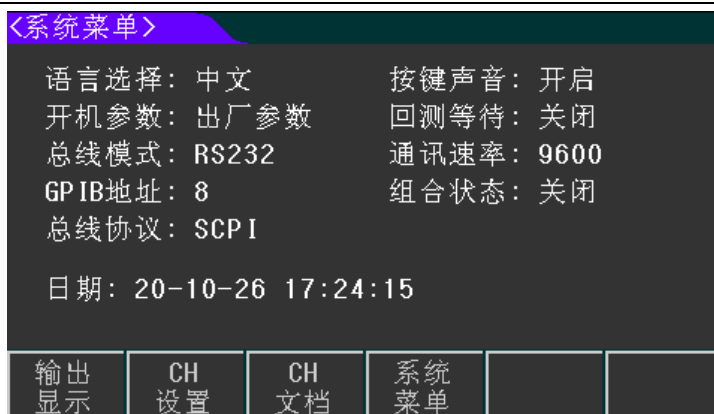 <系统菜单>
语言选择: 中文 按键声音: 开启
开机参数: 出厂参数 回测等待: 关闭
总线模式: RS232 通讯速率: 9600
GPIB地址: 8 组合状态: 关闭
总线协议: SCPI
日期: 20-10-26 17:24:15
输出显示 CH设置 CH文档 系统菜单